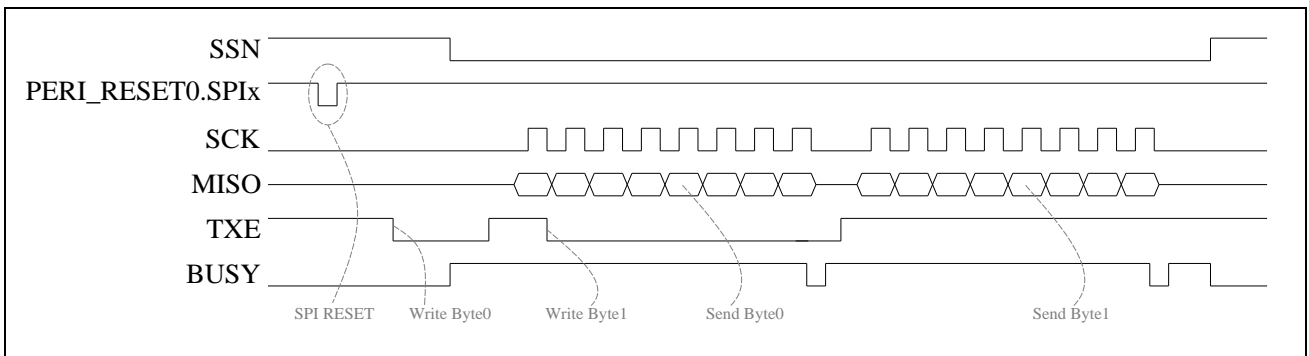 SSN
PERI_RESET0.SPIx
SCK
MISO
TXE
BUSY
SPI RESET Write Byte0 Write Byte1 Send Byte0 Send Byte1